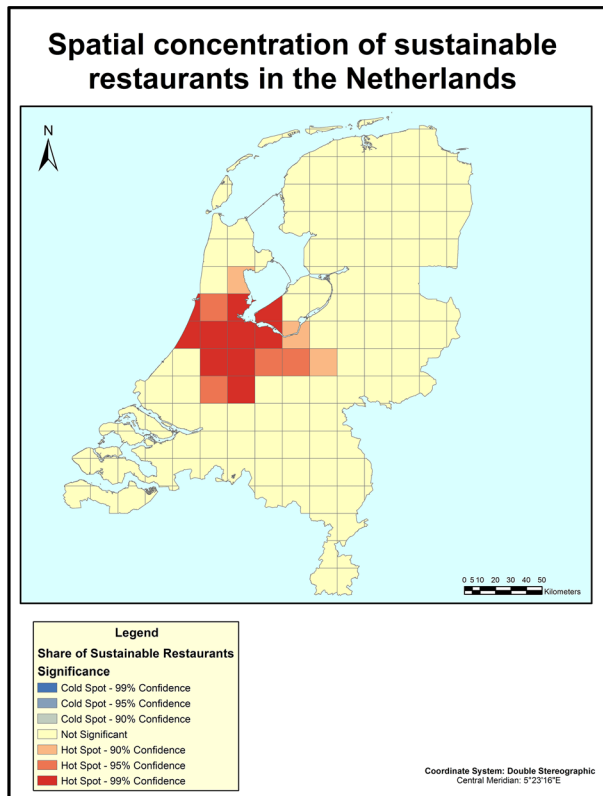 Spatial concentration of sustainable
restaurants in the Netherlands
N
0 5 10 20 30 40 50
Kilometers
Legend
Share of Sustainable Restaurants
Significance
Cold Spot - 99% Confidence
Cold Spot - 95% Confidence
Cold Spot - 90% Confidence
Not Significant
Hot Spot - 90% Confidence
Hot Spot - 95% Confidence
Hot Spot - 99% Confidence
Coordinate System: Double Stereographic
Central Meridian: 5°23'16"E